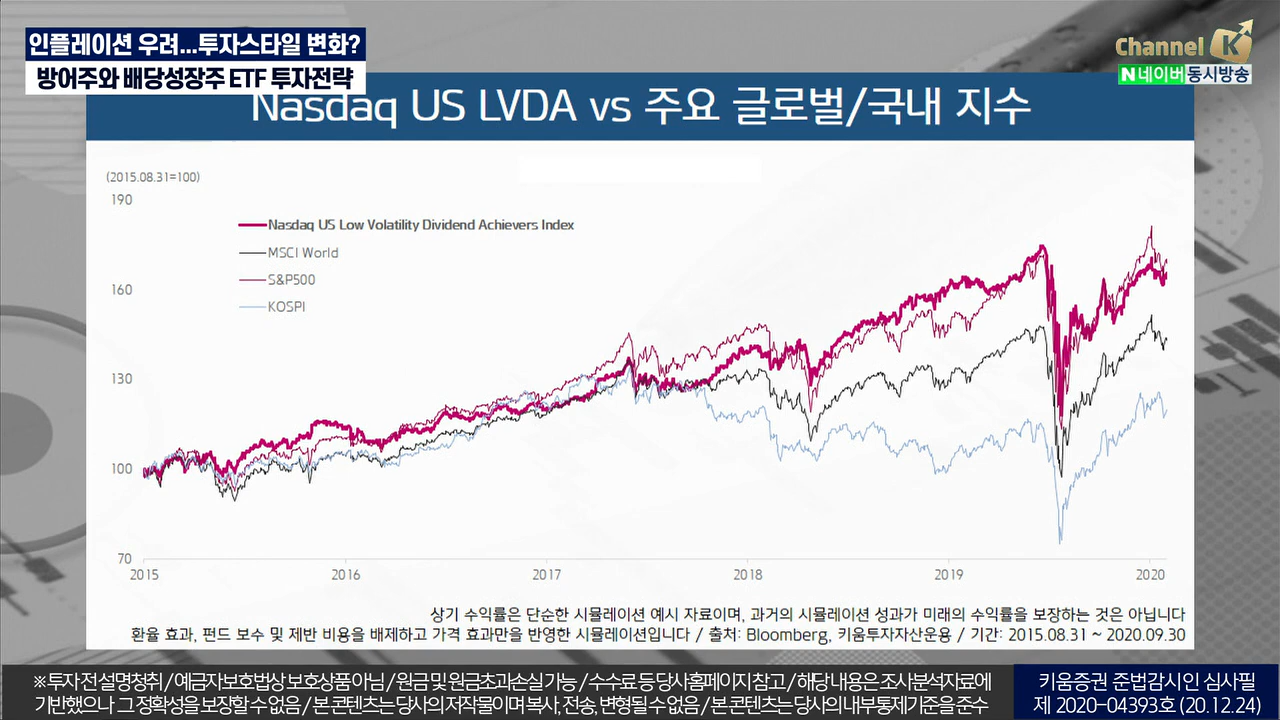 인플레이션 우려...투자스타일 변화?
방어주와 배당성장주 ETF 투자전략
Channel K
N 네이버 동시방송
Nasdaq US LVDA vs 주요 글로벌/국내 지수
(2015.08.31=100)
190
160
130
100
70
Nasdaq US Low Volatility Dividend Achievers Index
MSCI World
S&P500
KOSPI
2015 2016 2017 2018 2019 2020
상기 수익률은 단순한 시뮬레이션 예시 자료이며, 과거의 시뮬레이션 성과가 미래의 수익률을 보장하는 것은 아닙니다
환율 효과, 펀드 보수 및 제반 비용을 배제하고 가격 효과만을 반영한 시뮬레이션입니다 / 출처: Bloomberg, 키움투자자산운용 / 기간: 2015.08.31 ~ 2020.09.30
※ 투자 전 설명청취 / 예금자보호법상 보호상품 아님 / 원금 및 원금초과손실 가능 / 수수료 등 당사홈페이지 참고 / 해당 내용은 조사분석자료에
기반했으나 그 정확성을 보장할 수 없음 / 본 콘텐츠는 당사의 저작물이며 복사, 전송, 변형될 수 없음 / 본 콘텐츠는 당사의 내부통제기준을 준수
키움증권 준법감시인 심사필
제 2020-04393호 (20.12.24)